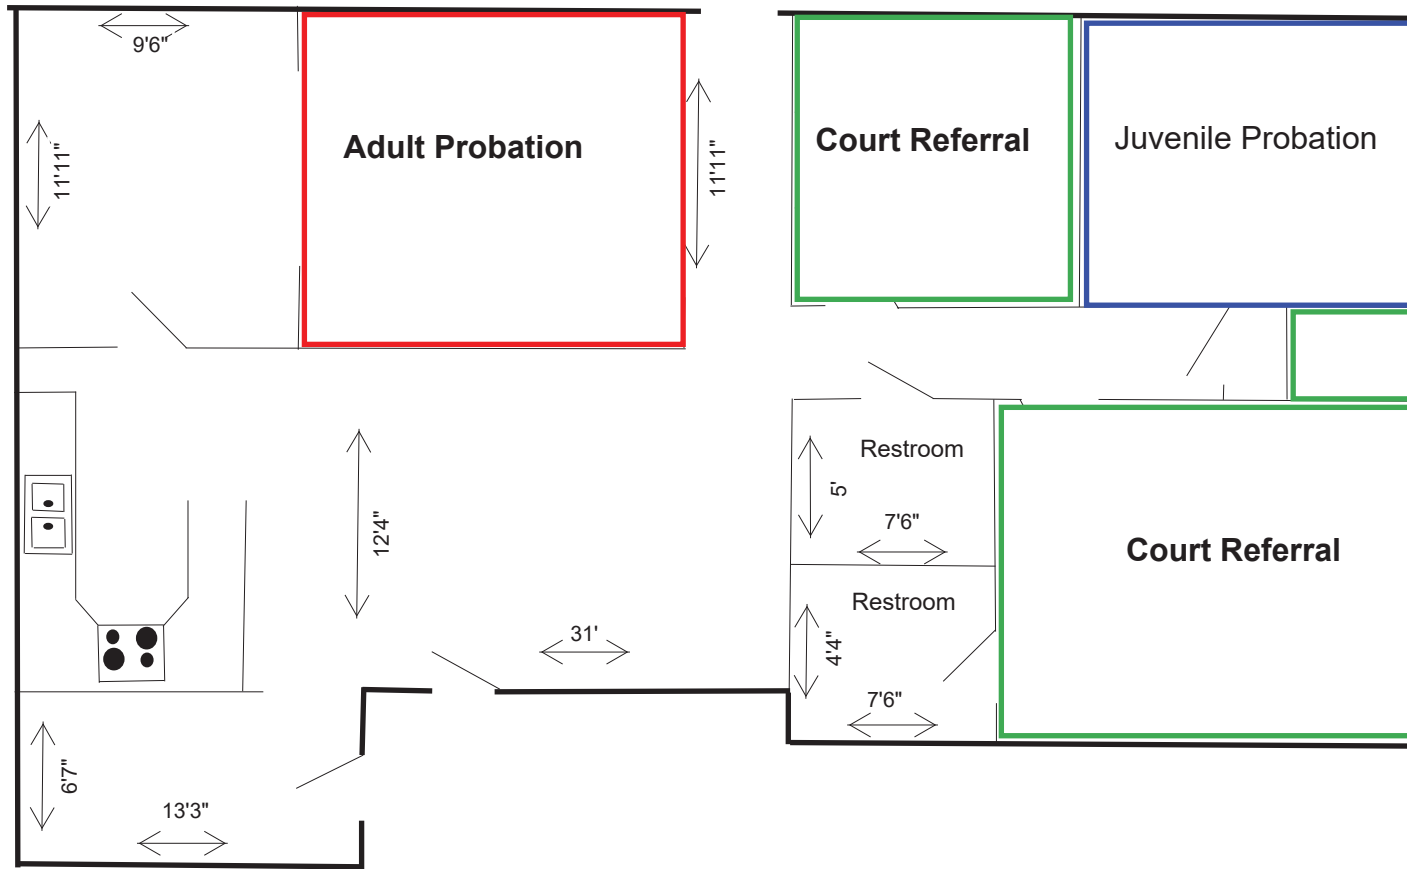 9'6"
11'11"
Adult Probation
11'11"
Court Referral
Juvenile Probation
12'4"
31'
Restroom
5'
7'6"
Restroom
4'4"
7'6"
Court Referral
6'7"
13'3"